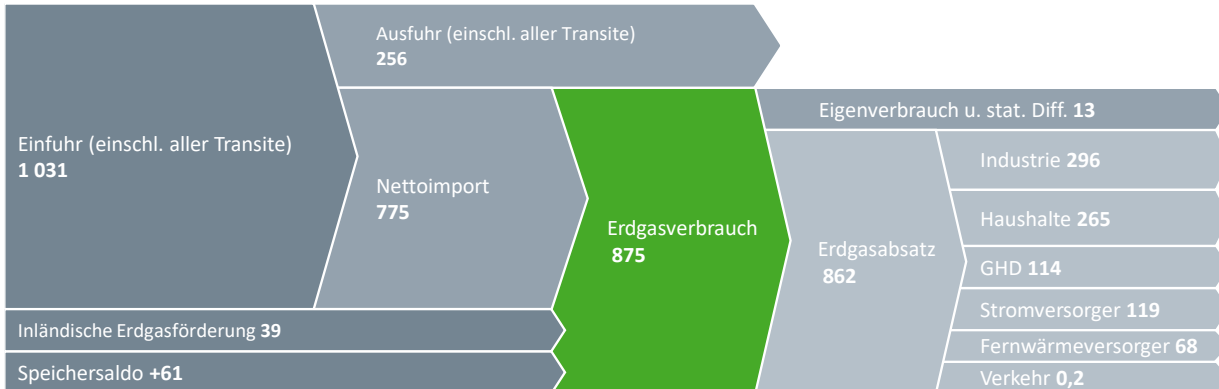 Einfuhr (einschl. aller Transite)
1 031
Ausfuhr (einschl. aller Transite)
256
Nettoimport
775
Inländische Erdgasförderung 39
Speichersaldo +61
Erdgasverbrauch
875
Eigenverbrauch u. stat. Diff. 13
Erdgasabsatz
862
Industrie 296
Haushalte 265
GHD 114
Stromversorger 119
Fernwärmeversorger 68
Verkehr 0,2